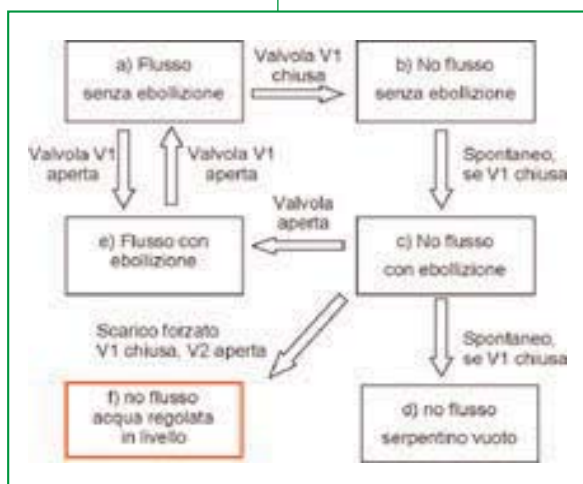 a) Flusso
senza ebollizione
Valvola V1
chiusa
b) No flusso
senza ebollizione
Valvola V1
aperta
Valvola V1
aperta
Spontaneo,
se V1 chiusa
e) Flusso con
ebollizione
Valvola
aperta
c) No flusso
con ebollizione
Scarico forzato
V1 chiusa, V2 aperta
Spontaneo,
se V1 chiusa
f) no flusso
acqua regolata
in livello
d) no flusso
serpentino vuoto